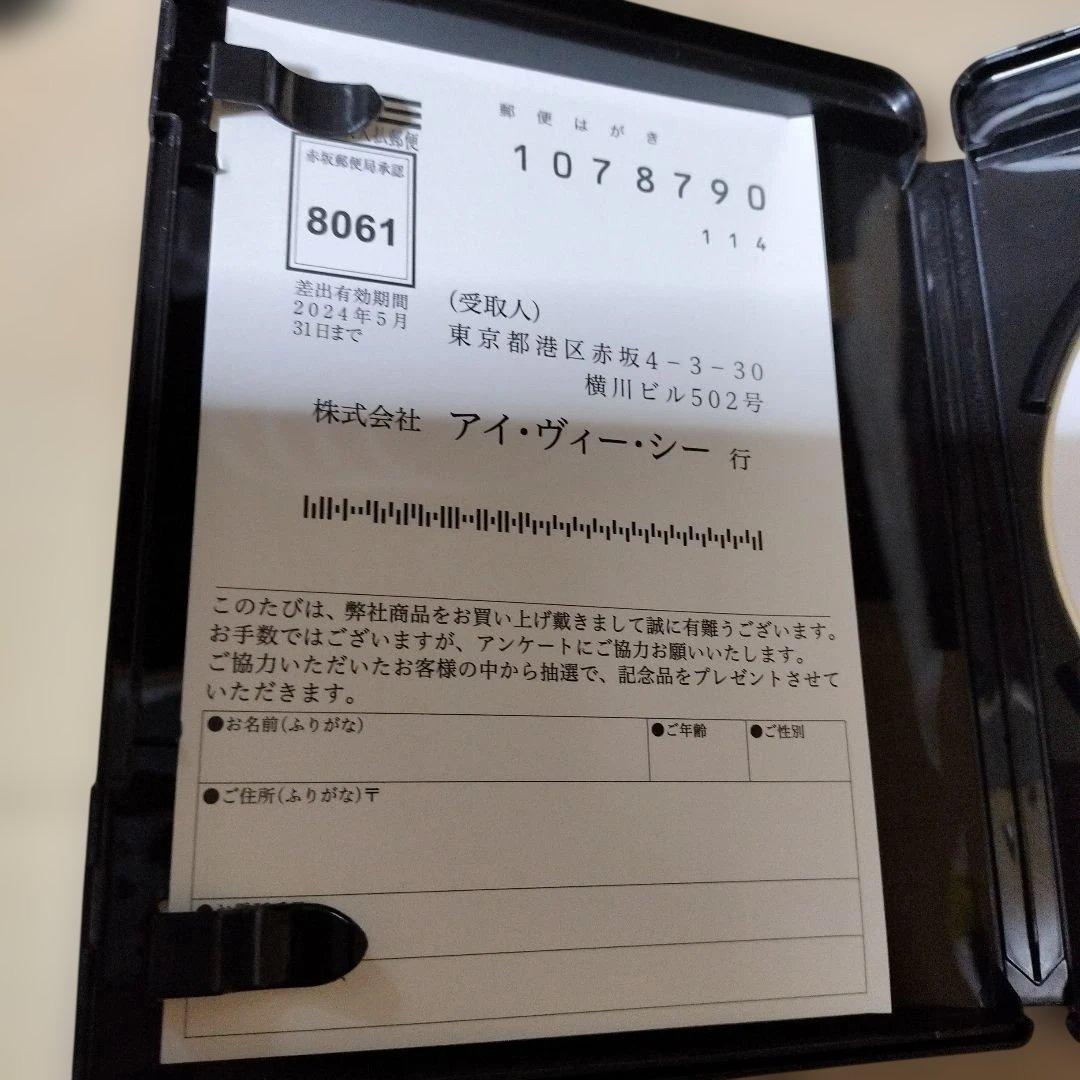 郵便はがき
1078790
114
払郵便
赤坂郵便局承認
8061
差出有効期間
2024年5月
31日まで
(受取人)
東京都港区赤坂4-3-30
横川ビル502号
株式会社 アイ・ヴィー・シー 行
このたびは、弊社商品をお買い上げ戴きまして誠に有難うございます。
お手数ではございますが、アンケートにご協力お願いいたします。
ご協力いただいたお客様の中から抽選で、記念品をプレゼントさせて
いただきます。
●お名前(ふりがな) ●ご年齢 ●ご性別
●ご住所(ふりがな)〒